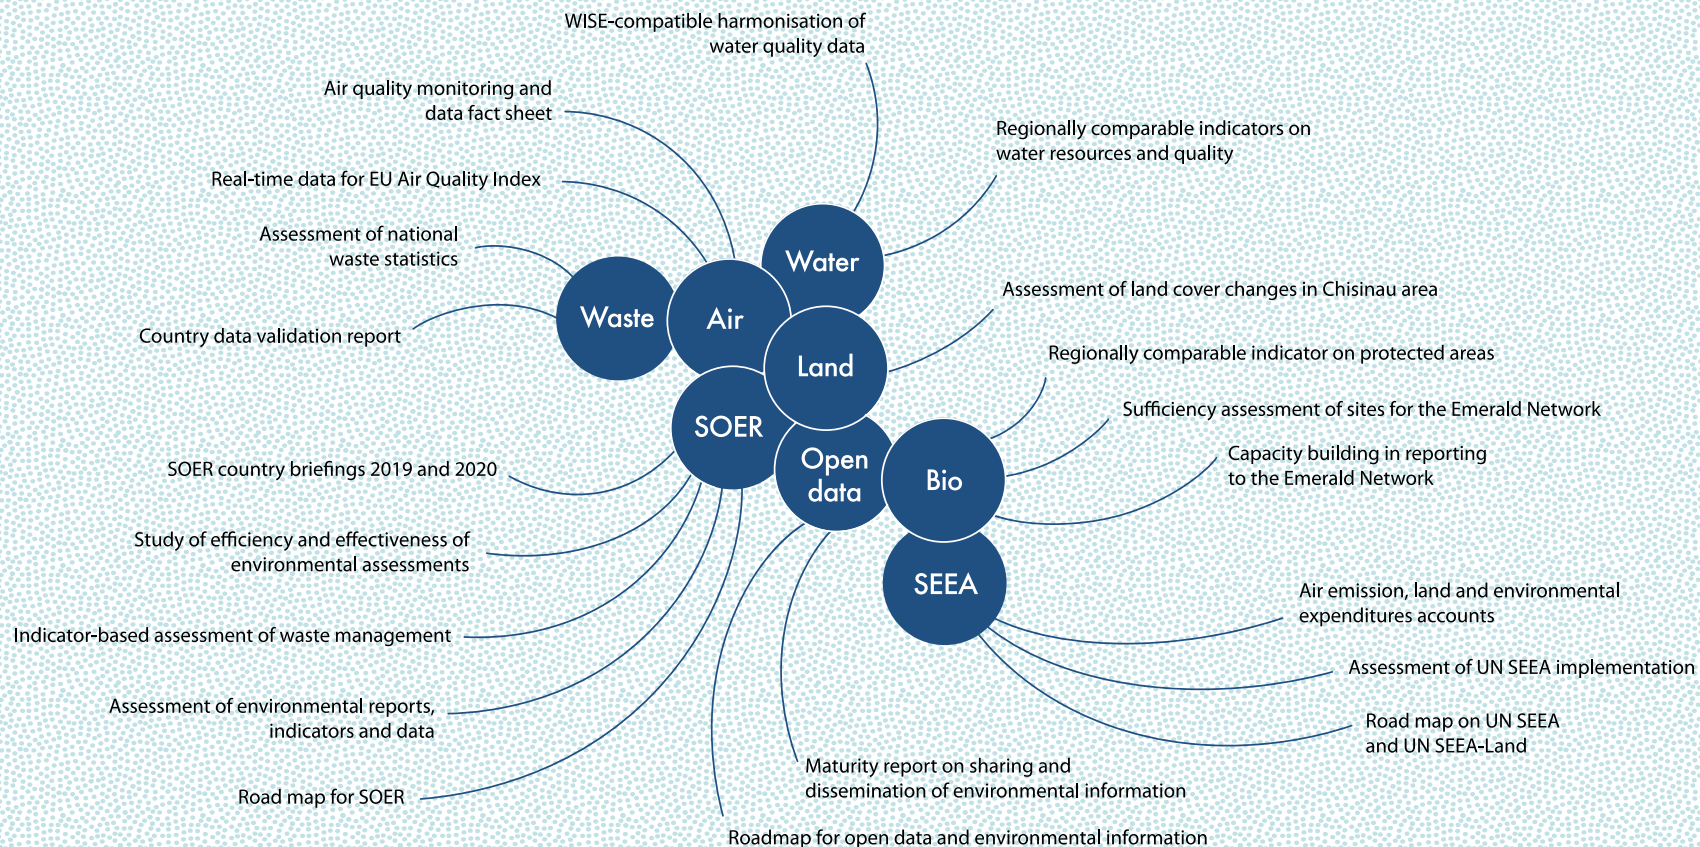 WISE-compatible harmonisation of
water quality data
Air quality monitoring and
data fact sheet
Regionally comparable indicators on
water resources and quality
Real-time data for EU Air Quality Index
Assessment of national
waste statistics
Water
Assessment of land cover changes in Chisinau area
Waste
Air
Country data validation report
Land
Regionally comparable indicator on protected areas
Sufficiency assessment of sites for the Emerald Network
SOER
Capacity building in reporting
to the Emerald Network
Open
data
Bio
SOER country briefings 2019 and 2020
Study of efficiency and effectiveness of
environmental assessments
SEEA
Air emission, land and environmental
expenditures accounts
Indicator-based assessment of waste management
Assessment of UN SEEA implementation
Assessment of environmental reports,
indicators and data
Road map on UN SEEA
and UN SEEA-Land
Maturity report on sharing and
dissemination of environmental information
Road map for SOER
Roadmap for open data and environmental information